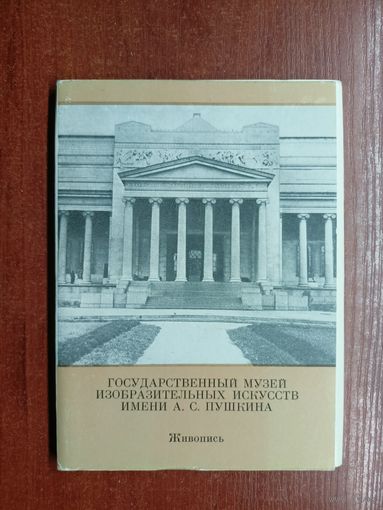 ГОСУДАРСТВЕННЫЙ МУЗЕЙ
ИЗОБРАЗИТЕЛЬНЫХ ИСКУССТВ
ИМЕНИ А. С. ПУШКИНА
Живопись